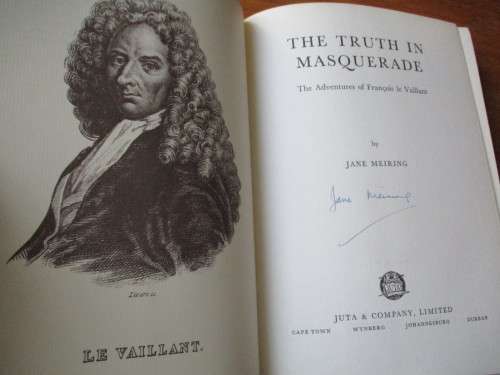 LE VAILLANT.
THE TRUTH IN
MASQUERADE
The Adventures of François le Vaillant
by
JANE MEIRING
Jane Meiring
JUTA & COMPANY, LIMITED
CAPE TOWN WYNBERG JOHANNESBURG DURBAN